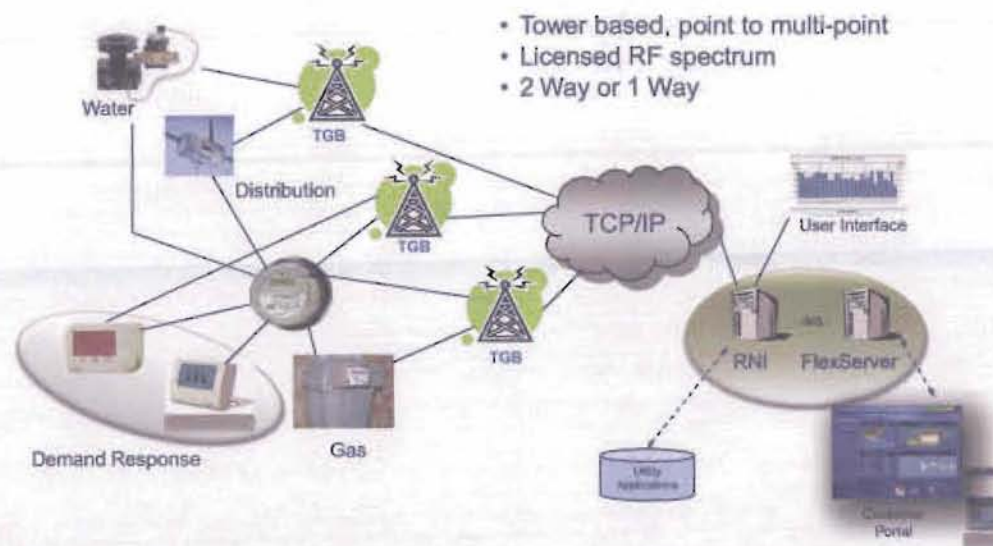 • Tower based, point to multi-point
• Licensed RF spectrum
• 2 Way or 1 Way
Water
TGB
Distribution
TGB
TCP/IP
User Interface
TGB
RNI
FlexServer
Demand Response
Gas
Utility
Applications
Customer
Portal